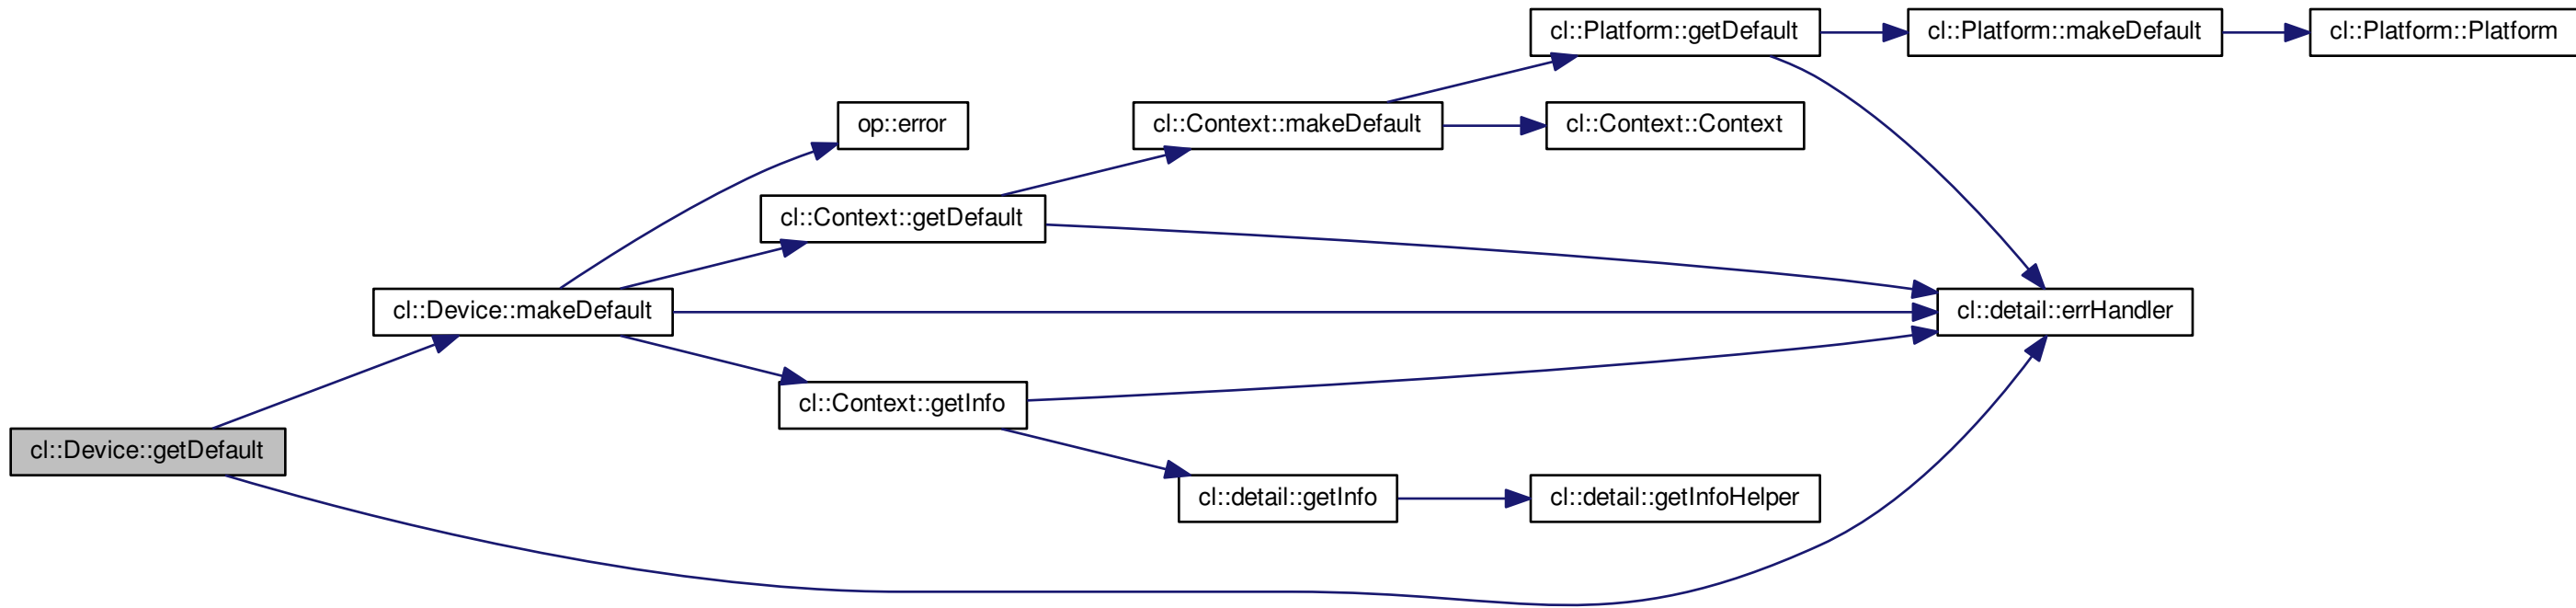 cl::Platform::getDefault
cl::Platform::makeDefault
cl::Platform::Platform
op::error
cl::Context::makeDefault
cl::Context::Context
cl::Context::getDefault
cl::Device::makeDefault
cl::detail::errHandler
cl::Context::getInfo
cl::Device::getDefault
cl::detail::getInfo
cl::detail::getInfoHelper